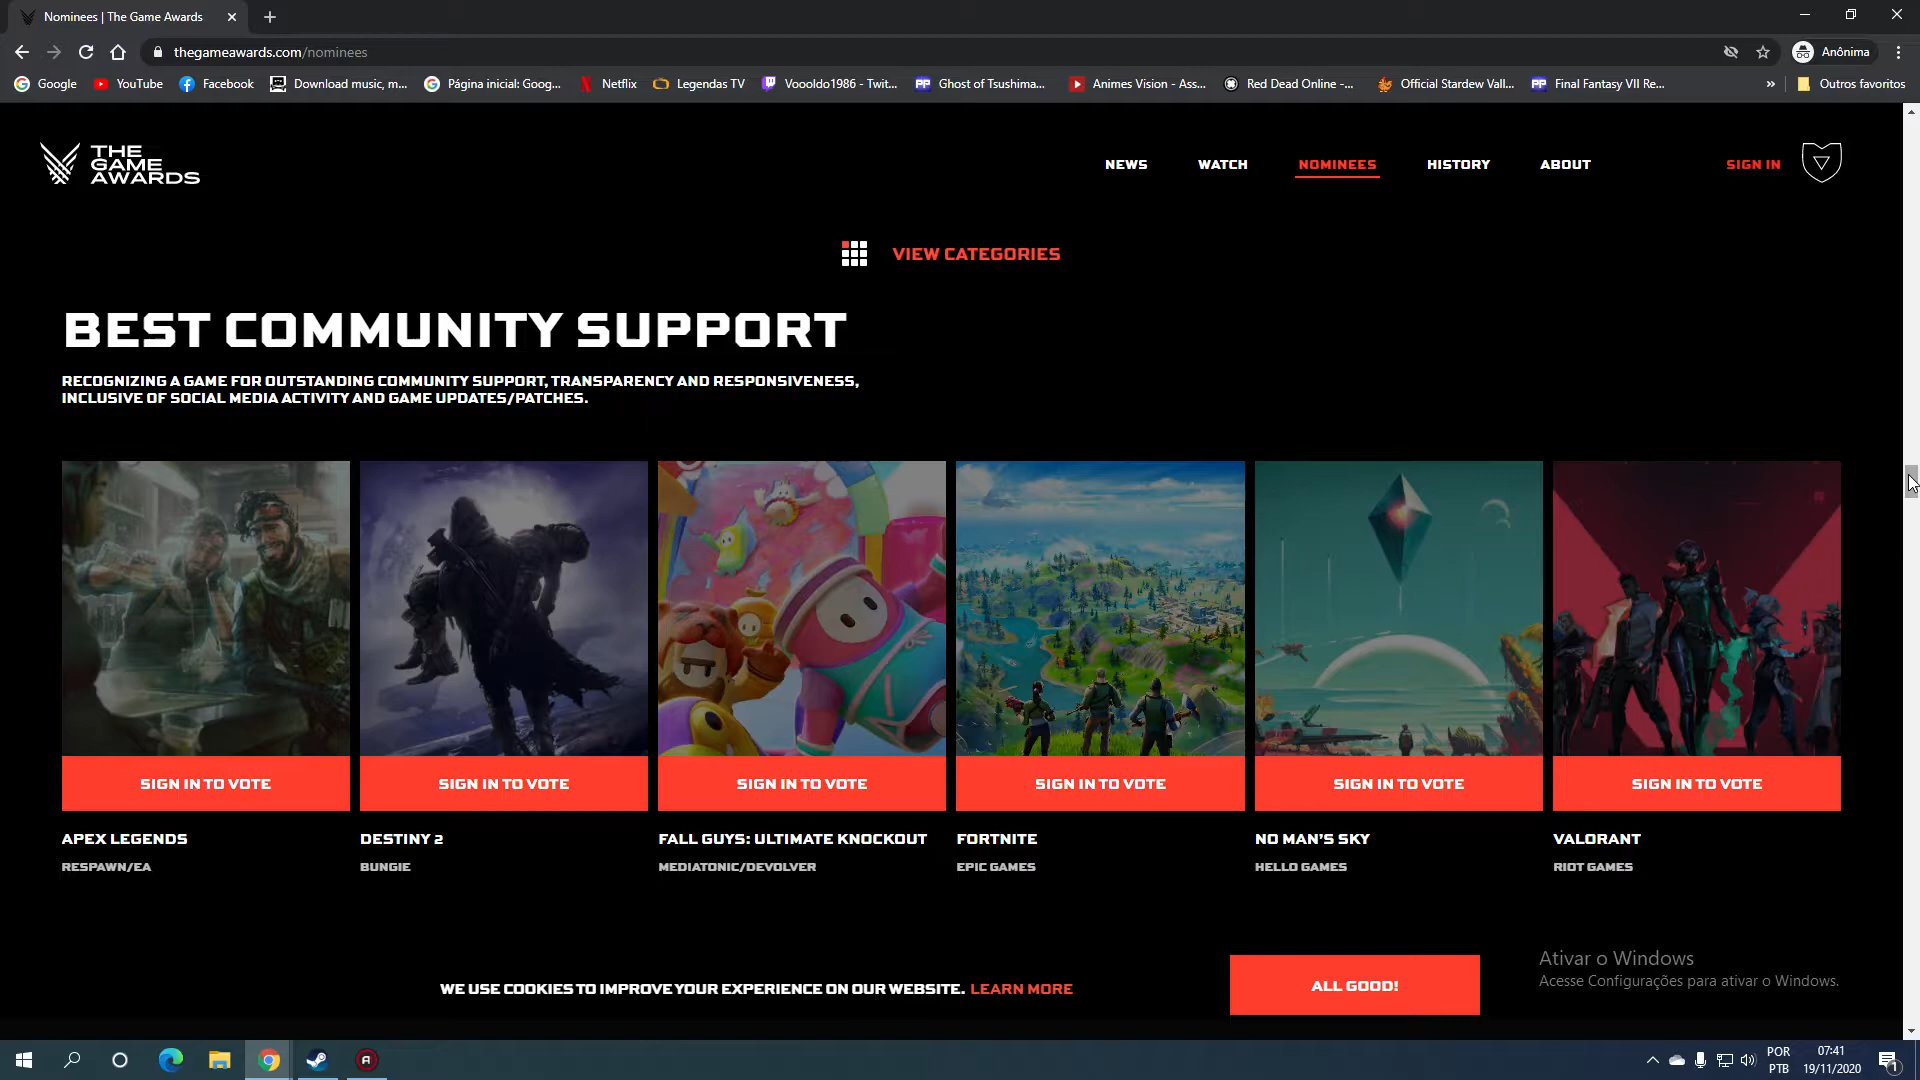 Nominees | The Game Awards
thegameawards.com/nominees
Anônima
Google
YouTube
Facebook
Download music, m...
Página inicial: Goog...
Netflix
Legendas TV
Voooldo1986 - Twit...
Ghost of Tsushima...
Animes Vision - Ass...
Red Dead Online -...
Official Stardew Vall...
Final Fantasy VII Re...
»
Outros favoritos
THE
GAME
AWARDS
NEWS
WATCH
NOMINEES
HISTORY
ABOUT
SIGN IN
VIEW CATEGORIES
BEST COMMUNITY SUPPORT
RECOGNIZING A GAME FOR OUTSTANDING COMMUNITY SUPPORT, TRANSPARENCY AND RESPONSIVENESS,
INCLUSIVE OF SOCIAL MEDIA ACTIVITY AND GAME UPDATES/PATCHES.
SIGN IN TO VOTE
SIGN IN TO VOTE
SIGN IN TO VOTE
SIGN IN TO VOTE
SIGN IN TO VOTE
SIGN IN TO VOTE
APEX LEGENDS
RESPAWN/EA
DESTINY 2
BUNGIE
FALL GUYS: ULTIMATE KNOCKOUT
MEDIATONIC/DEVOLVER
FORTNITE
EPIC GAMES
NO MAN'S SKY
HELLO GAMES
VALORANT
RIOT GAMES
WE USE COOKIES TO IMPROVE YOUR EXPERIENCE ON OUR WEBSITE. LEARN MORE
ALL GOOD!
Ativar o Windows
Acesse Configurações para ativar o Windows.
POR
PTB
07:41
19/11/2020
1